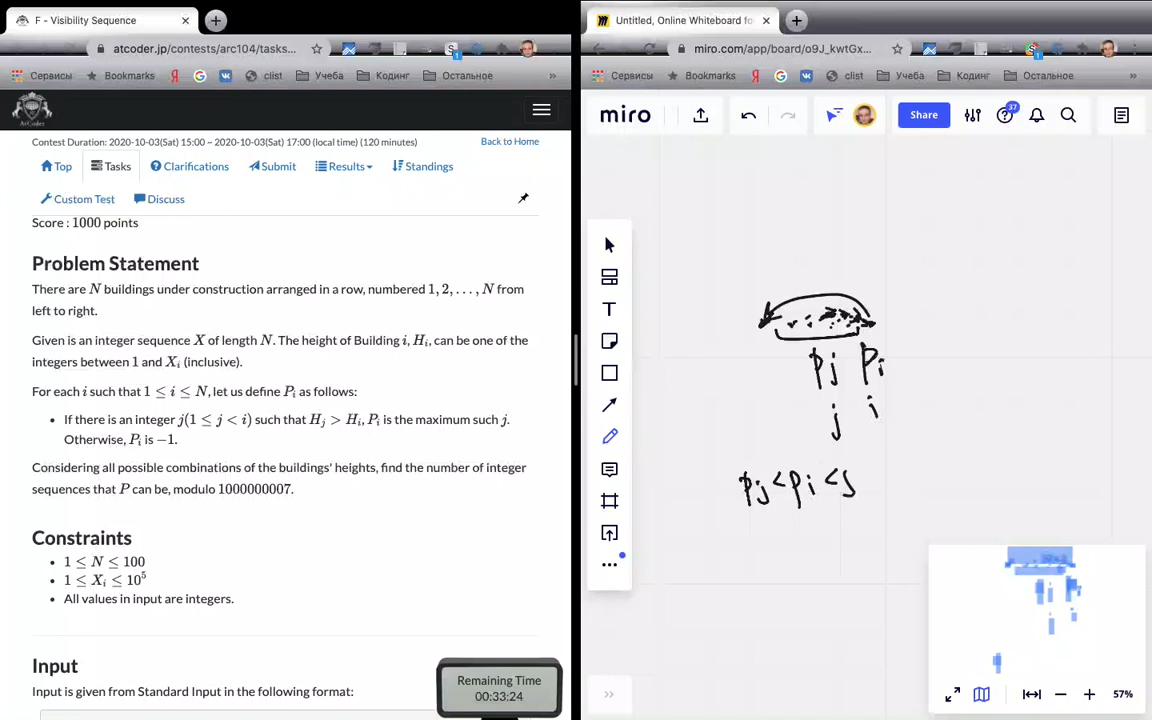 F - Visibility Sequence
Untitled, Online Whiteboard fo
atcoder.jp/contests/arc104/tasks...
miro.com/app/board/o9J_kwtGx...
Сервисы Bookmarks Я clist Учеба Кодинг Остальное »
Сервисы Bookmarks Я clist Учеба Кодинг Остальное »
Contest Duration: 2020-10-03(Sat) 15:00 ~ 2020-10-03(Sat) 17:00 (local time) (120 minutes) Back to Home
Top Tasks Clarifications Submit Results Standings
Custom Test Discuss
Score : 1000 points
Problem Statement
There are N buildings under construction arranged in a row, numbered 1, 2, . . . , N from
left to right.
Given is an integer sequence X of length N. The height of Building i, Hi, can be one of the
integers between 1 and Xi (inclusive).
For each i such that 1 ≤ i ≤ N, let us define Pi as follows:
• If there is an integer j(1 ≤ j < i) such that Hj > Hi, Pi is the maximum such j.
Otherwise, Pi is −1.
Considering all possible combinations of the buildings' heights, find the number of integer
sequences that P can be, modulo 1000000007.
Constraints
• 1 ≤ N ≤ 100
• 1 ≤ Xi ≤ 10^5
• All values in input are integers.
Input
Input is given from Standard Input in the following format:
Remaining Time
00:33:24
miro
Share
37
Pj Pi
j i
Pj < Pi < j
57%